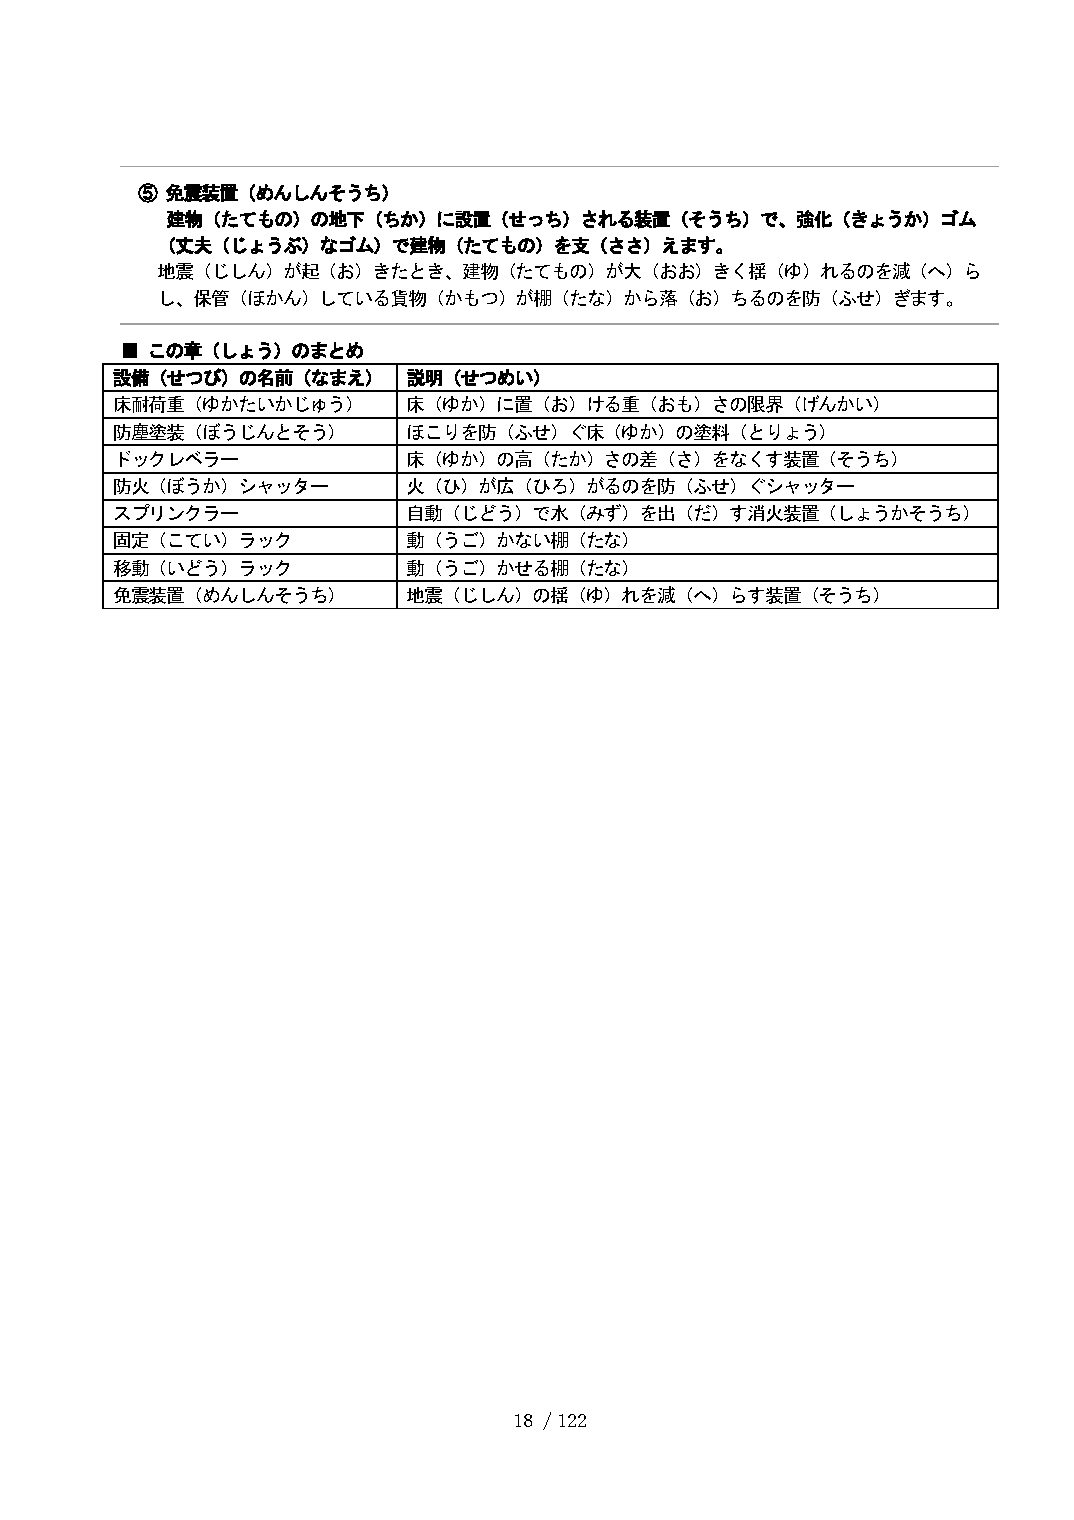 ⑤ 免震装置（めんしんそうち）
建物（たてもの）の地下（ちか）に設置（せっち）される装置（そうち）で、強化（きょうか）ゴム
（丈夫（じょうぶ）なゴム）で建物（たてもの）を支（ささ）えます。
地震（じしん）が起（お）きたとき、建物（たてもの）が大（おお）きく揺（ゆ）れるのを減（へ）ら
し、保管（ほかん）している貨物（かもつ）が棚（たな）から落（お）ちるのを防（ふせ）ぎます。
■ この章（しょう）のまとめ
設備（せつび）の名前（なまえ） 説明（せつめい）
床耐荷重（ゆかたいかじゅう） 床（ゆか）に置（お）ける重（おも）さの限界（げんかい）
防塵塗装（ぼうじんとそう） ほこりを防（ふせ）ぐ床（ゆか）の塗料（とりょう）
ドックレベラー 床（ゆか）の高（たか）さの差（さ）をなくす装置（そうち）
防火（ぼうか）シャッター 火（ひ）が広（ひろ）がるのを防（ふせ）ぐシャッター
スプリンクラー 自動（じどう）で水（みず）を出（だ）す消火装置（しょうかそうち）
固定（こてい）ラック 動（うご）かない棚（たな）
移動（いどう）ラック 動（うご）かせる棚（たな）
免震装置（めんしんそうち） 地震（じしん）の揺（ゆ）れを減（へ）らす装置（そうち）
18 / 122